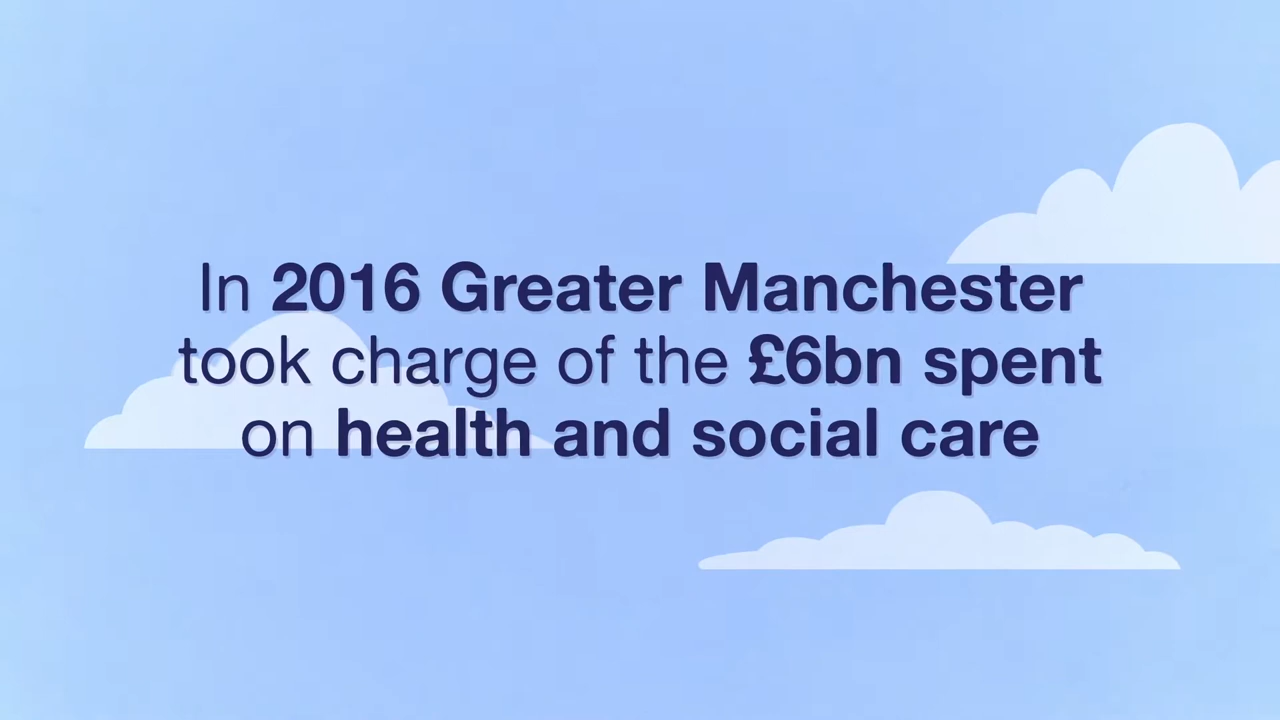 In 2016 Greater Manchester
took charge of the £6bn spent
on health and social care